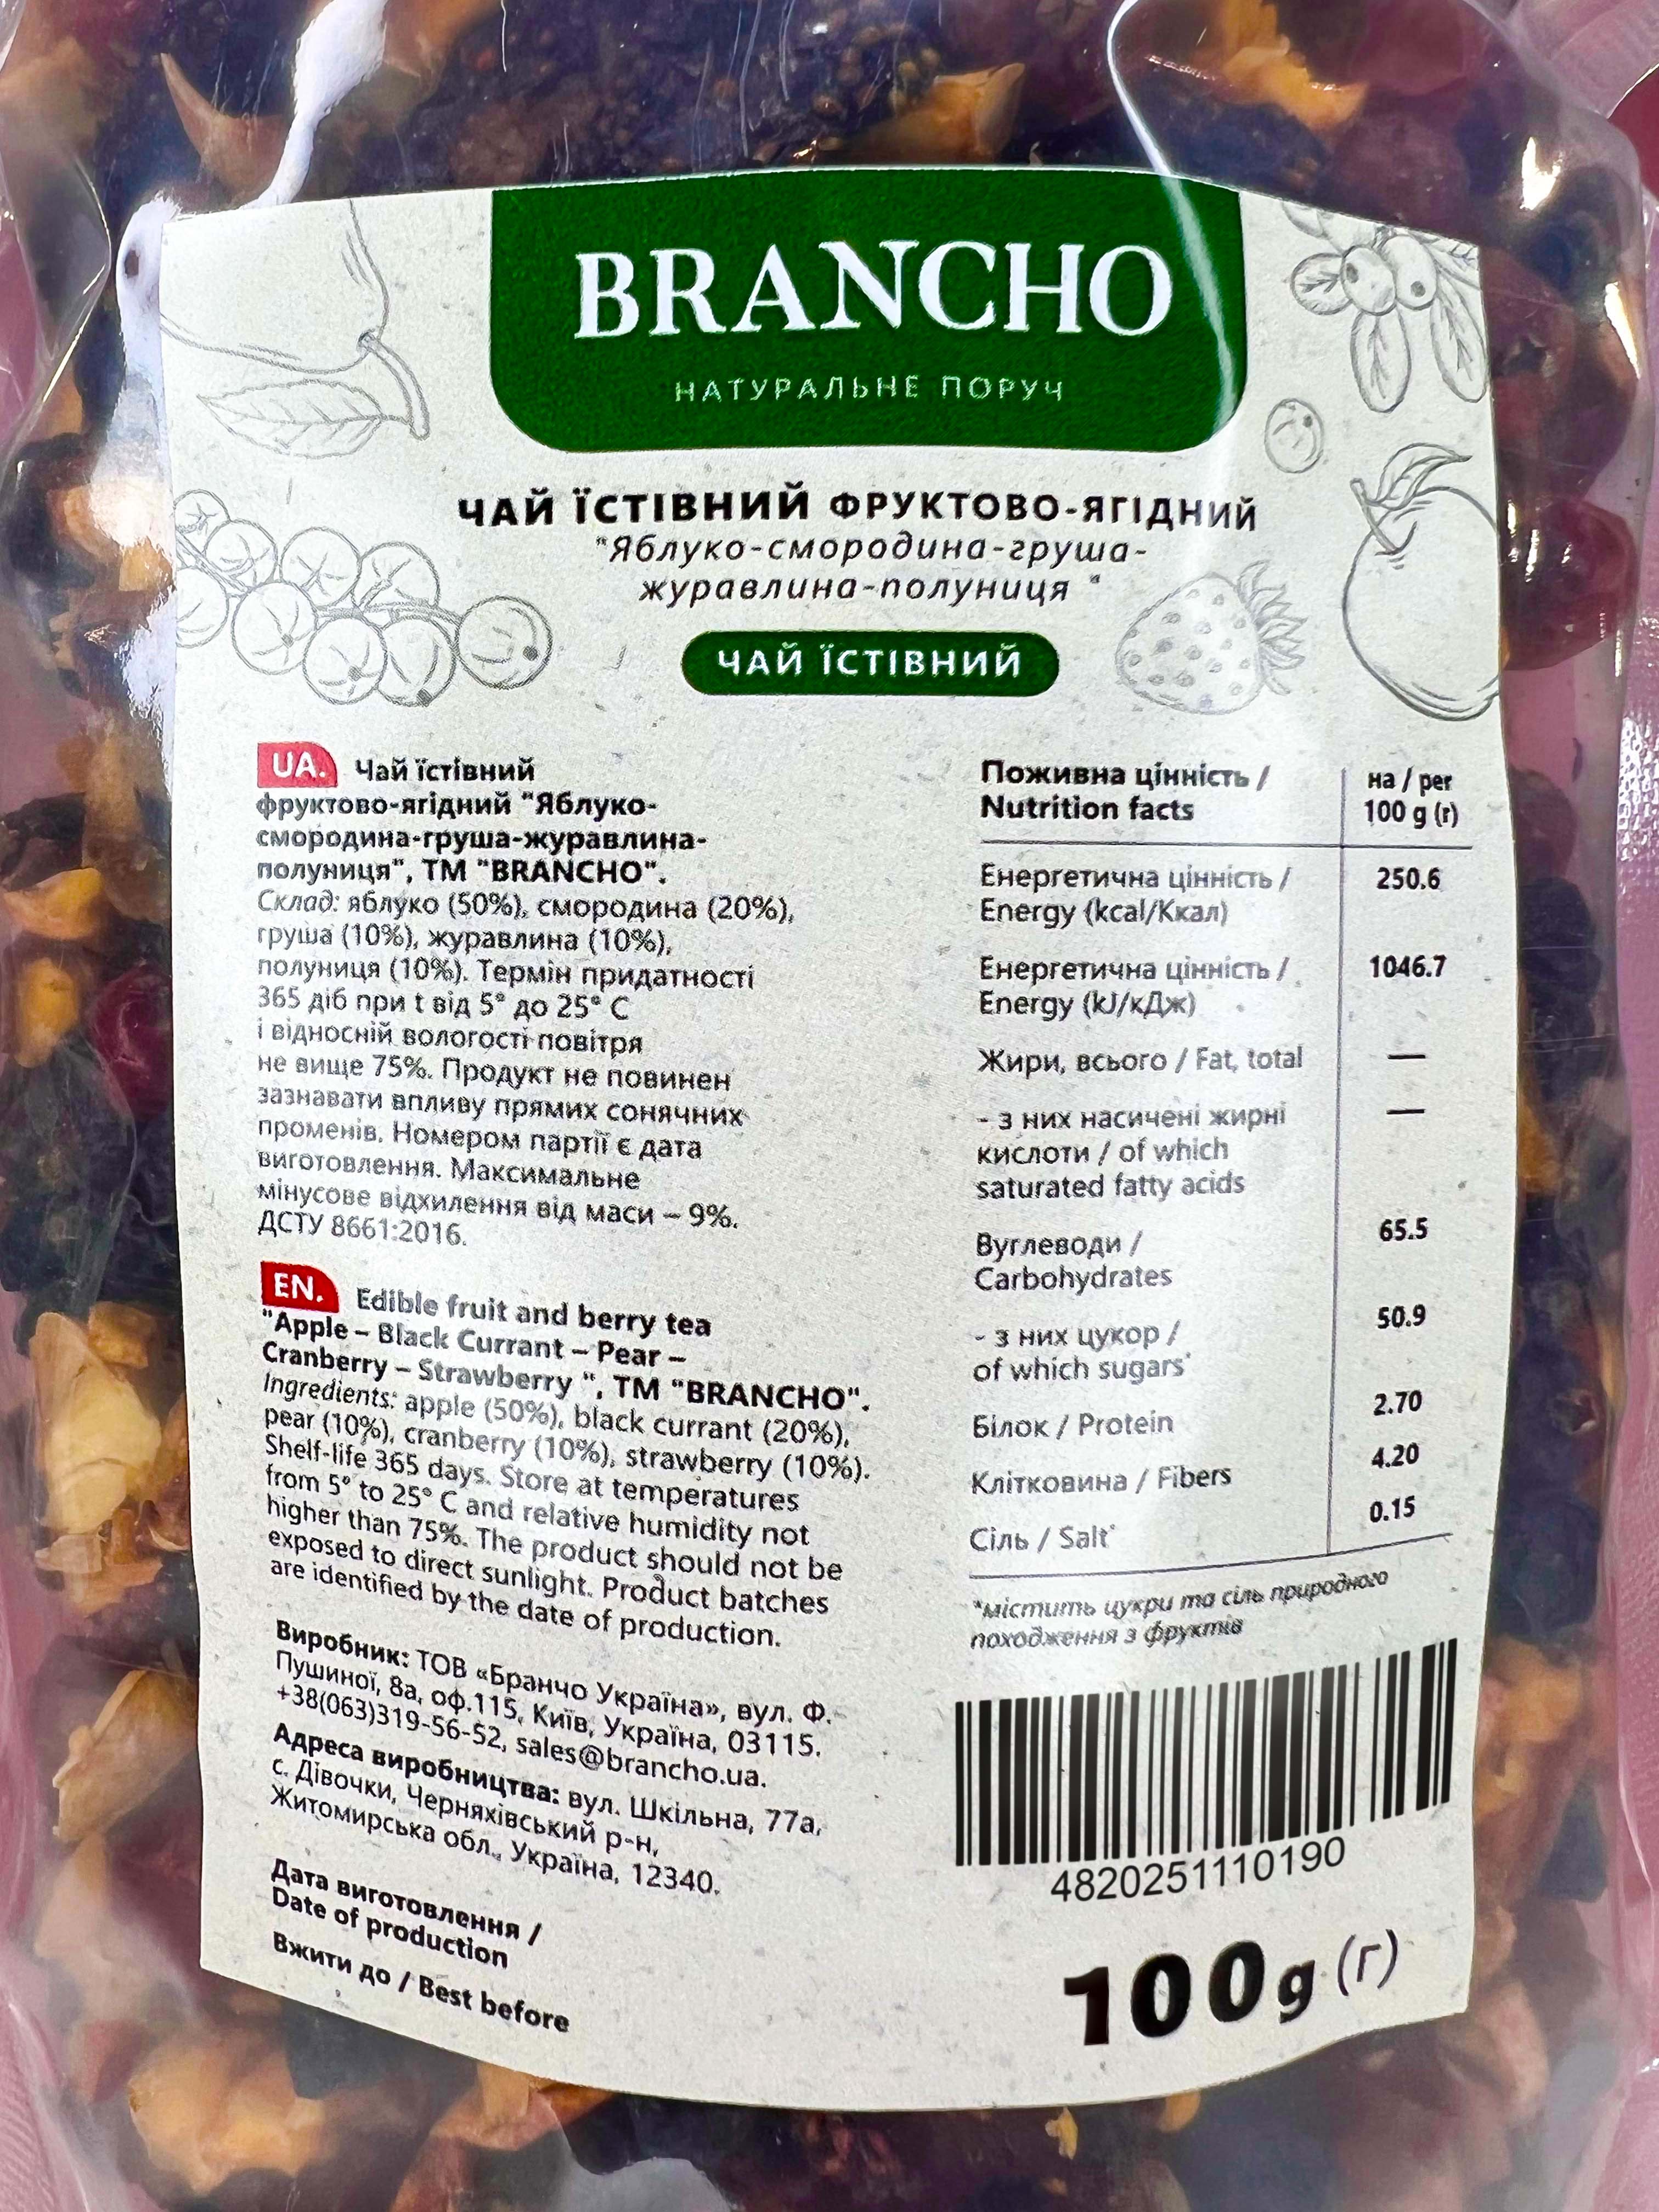 BRANCHO
НАТУРАЛЬНЕ ПОРУЧ
ЧАЙ ЇСТІВНИЙ ФРУКТОВО-ЯГІДНИЙ
"Яблуко-смородина-груша-
журавлина-полуниця "
ЧАЙ ЇСТІВНИЙ
UA. Чай їстівний
фруктово-ягідний "Яблуко-
смородина-груша-журавлина-
полуниця", ТМ "BRANCHO".
Склад: яблуко (50%), смородина (20%),
груша (10%), журавлина (10%),
полуниця (10%). Термін придатності
365 діб при t від 5° до 25° С
і відносній вологості повітря
не вище 75%. Продукт не повинен
зазнавати впливу прямих сонячних
променів. Номером партії є дата
виготовлення. Максимальне
мінусове відхилення від маси – 9%.
ДСТУ 8661:2016.
EN. Edible fruit and berry tea
"Apple – Black Currant – Pear –
Cranberry – Strawberry ", TM "BRANCHO".
Ingredients: apple (50%), black currant (20%),
pear (10%), cranberry (10%), strawberry (10%).
Shelf-life 365 days. Store at temperatures
from 5° to 25° C and relative humidity not
higher than 75%. The product should not be
exposed to direct sunlight. Product batches
are identified by the date of production.
Виробник: ТОВ «Бранчо Україна», вул. Ф.
Пушиної, 8а, оф.115, Київ, Україна, 03115.
+38(063)319-56-52, sales@brancho.ua.
Адреса виробництва: вул. Шкільна, 77а,
с. Дівочки, Черняхівський р-н,
Житомирська обл., Україна, 12340.
Дата виготовлення /
Date of production
Вжити до / Best before
Поживна цінність /
Nutrition facts
на / per
100 g (г)
Енергетична цінність / 250.6
Energy (kcal/Ккал)
Енергетична цінність / 1046.7
Energy (kJ/кДж)
Жири, всього / Fat, total —
- з них насичені жирні —
кислоти / of which
saturated fatty acids
Вуглеводи / 65.5
Carbohydrates
- з них цукор / 50.9
of which sugars*
Білок / Protein 2.70
Клітковина / Fibers 4.20
Сіль / Salt* 0.15
*містить цукри та сіль природного
походження з фруктів
4820251110190
100g (г)